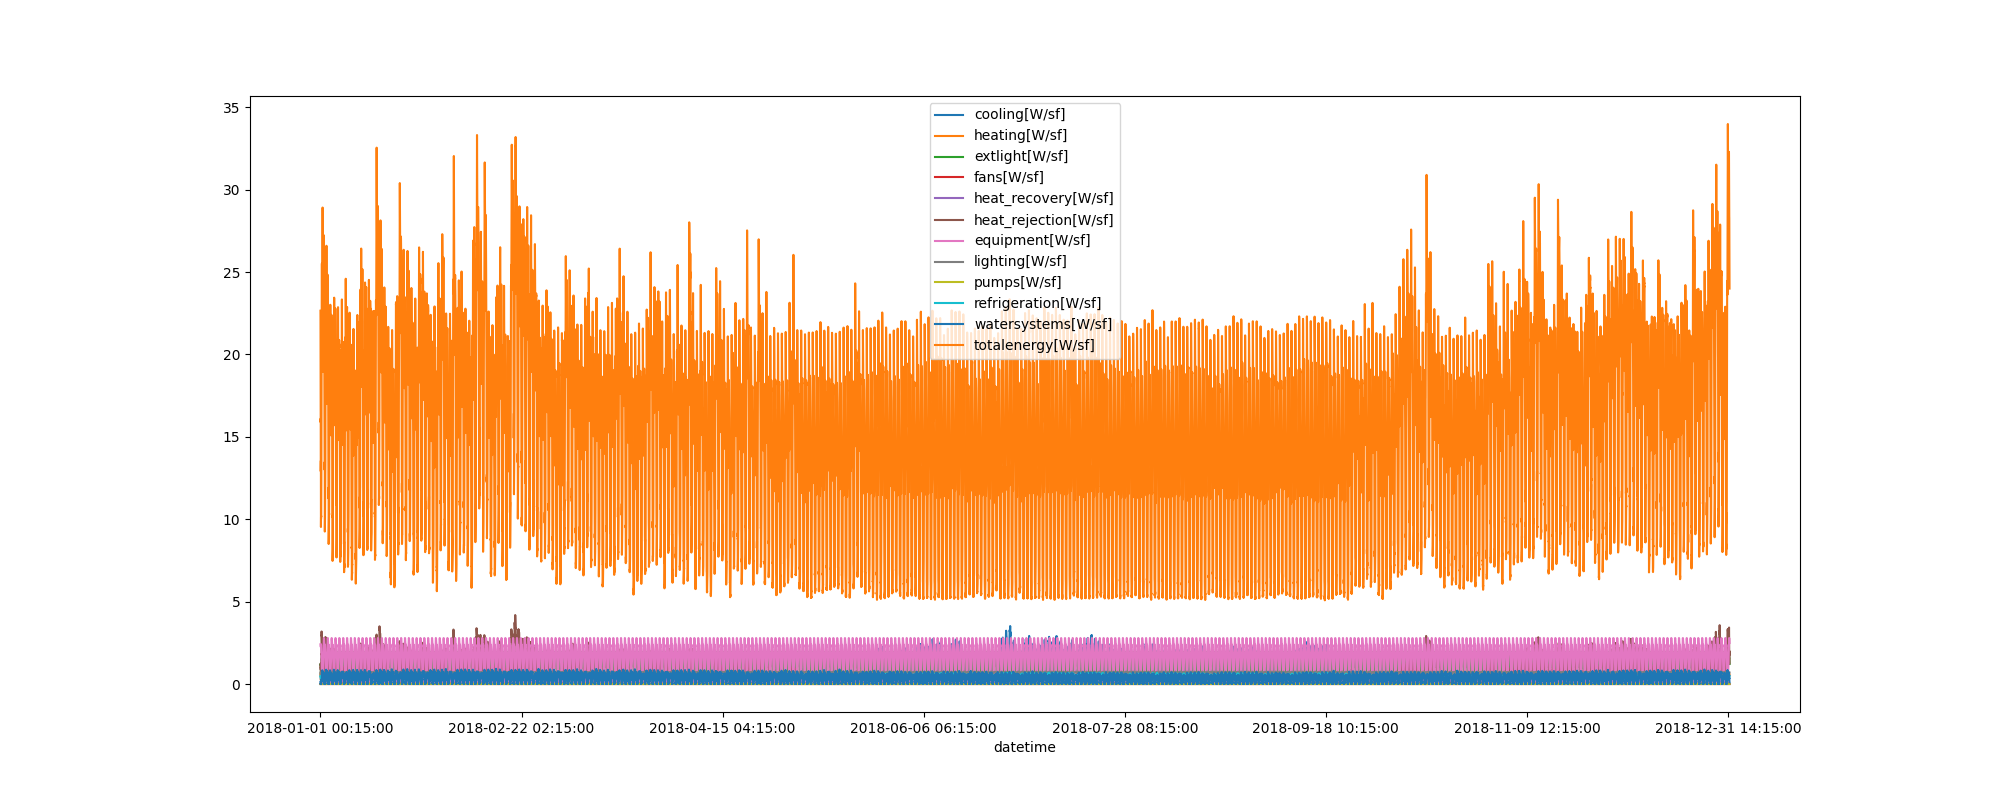 35
30
25
20
15
10
5
0
cooling[W/sf]
heating[W/sf]
extlight[W/sf]
fans[W/sf]
heat_recovery[W/sf]
heat_rejection[W/sf]
equipment[W/sf]
lighting[W/sf]
pumps[W/sf]
refrigeration[W/sf]
watersystems[W/sf]
totalenergy[W/sf]
2018-01-01 00:15:00 2018-02-22 02:15:00 2018-04-15 04:15:00 2018-06-06 06:15:00 2018-07-28 08:15:00 2018-09-18 10:15:00 2018-11-09 12:15:00 2018-12-31 14:15:00
datetime